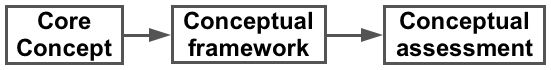 Core
Concept
Conceptual
framework
Conceptual
assessment